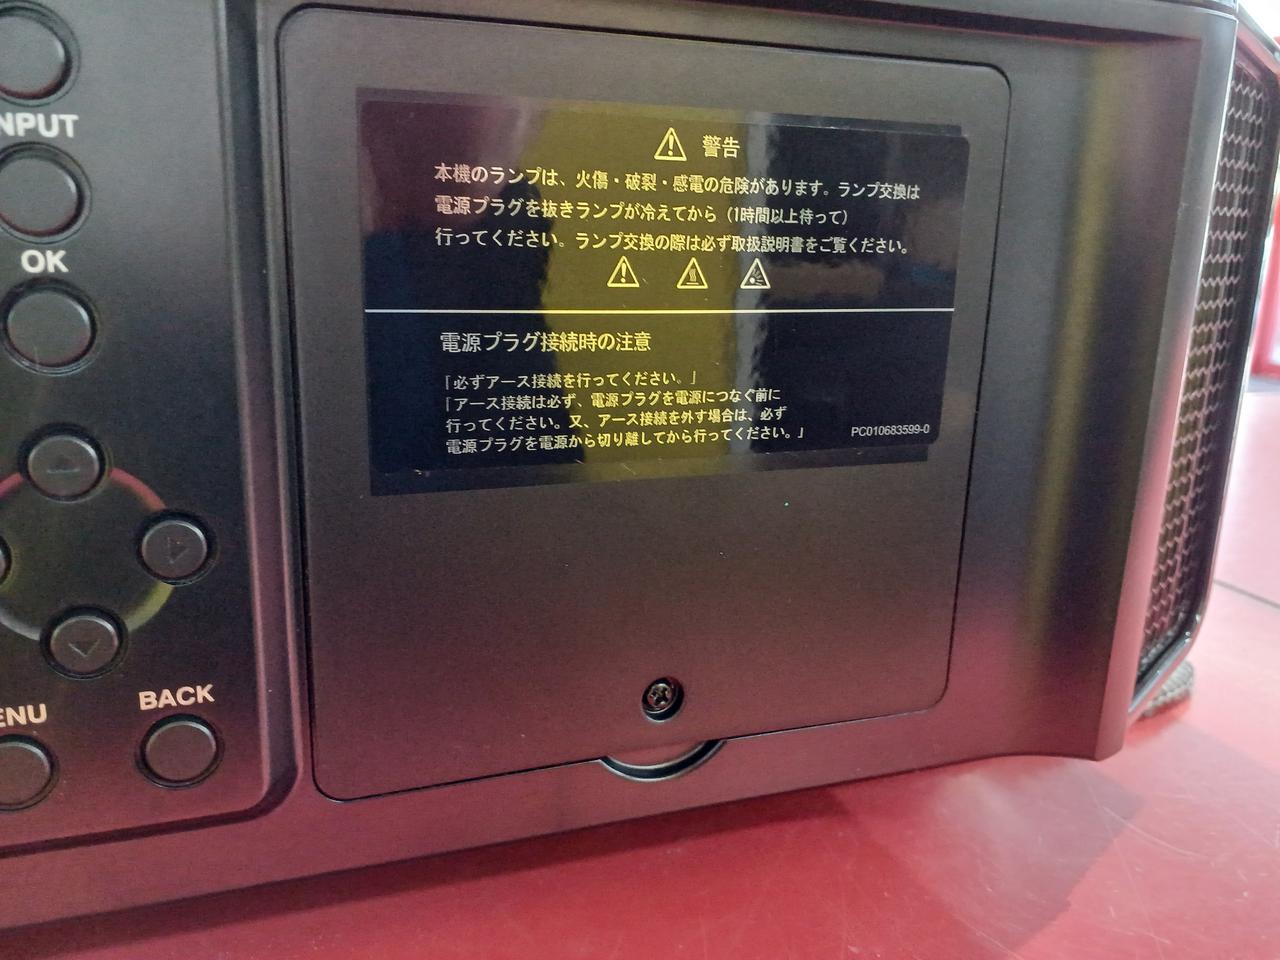 NPUT
OK
ENU
BACK
警告
本機のランプは、火傷・破裂・感電の危険があります。ランプ交換は
電源プラグを抜きランプが冷えてから（1時間以上待って）
行ってください。ランプ交換の際は必ず取扱説明書をご覧ください。
電源プラグ接続時の注意
「必ずアース接続を行ってください。」
「アース接続は必ず、電源プラグを電源につなぐ前に
行ってください。又、アース接続を外す場合は、必ず
電源プラグを電源から切り離してから行ってください。」
PC010683599-0